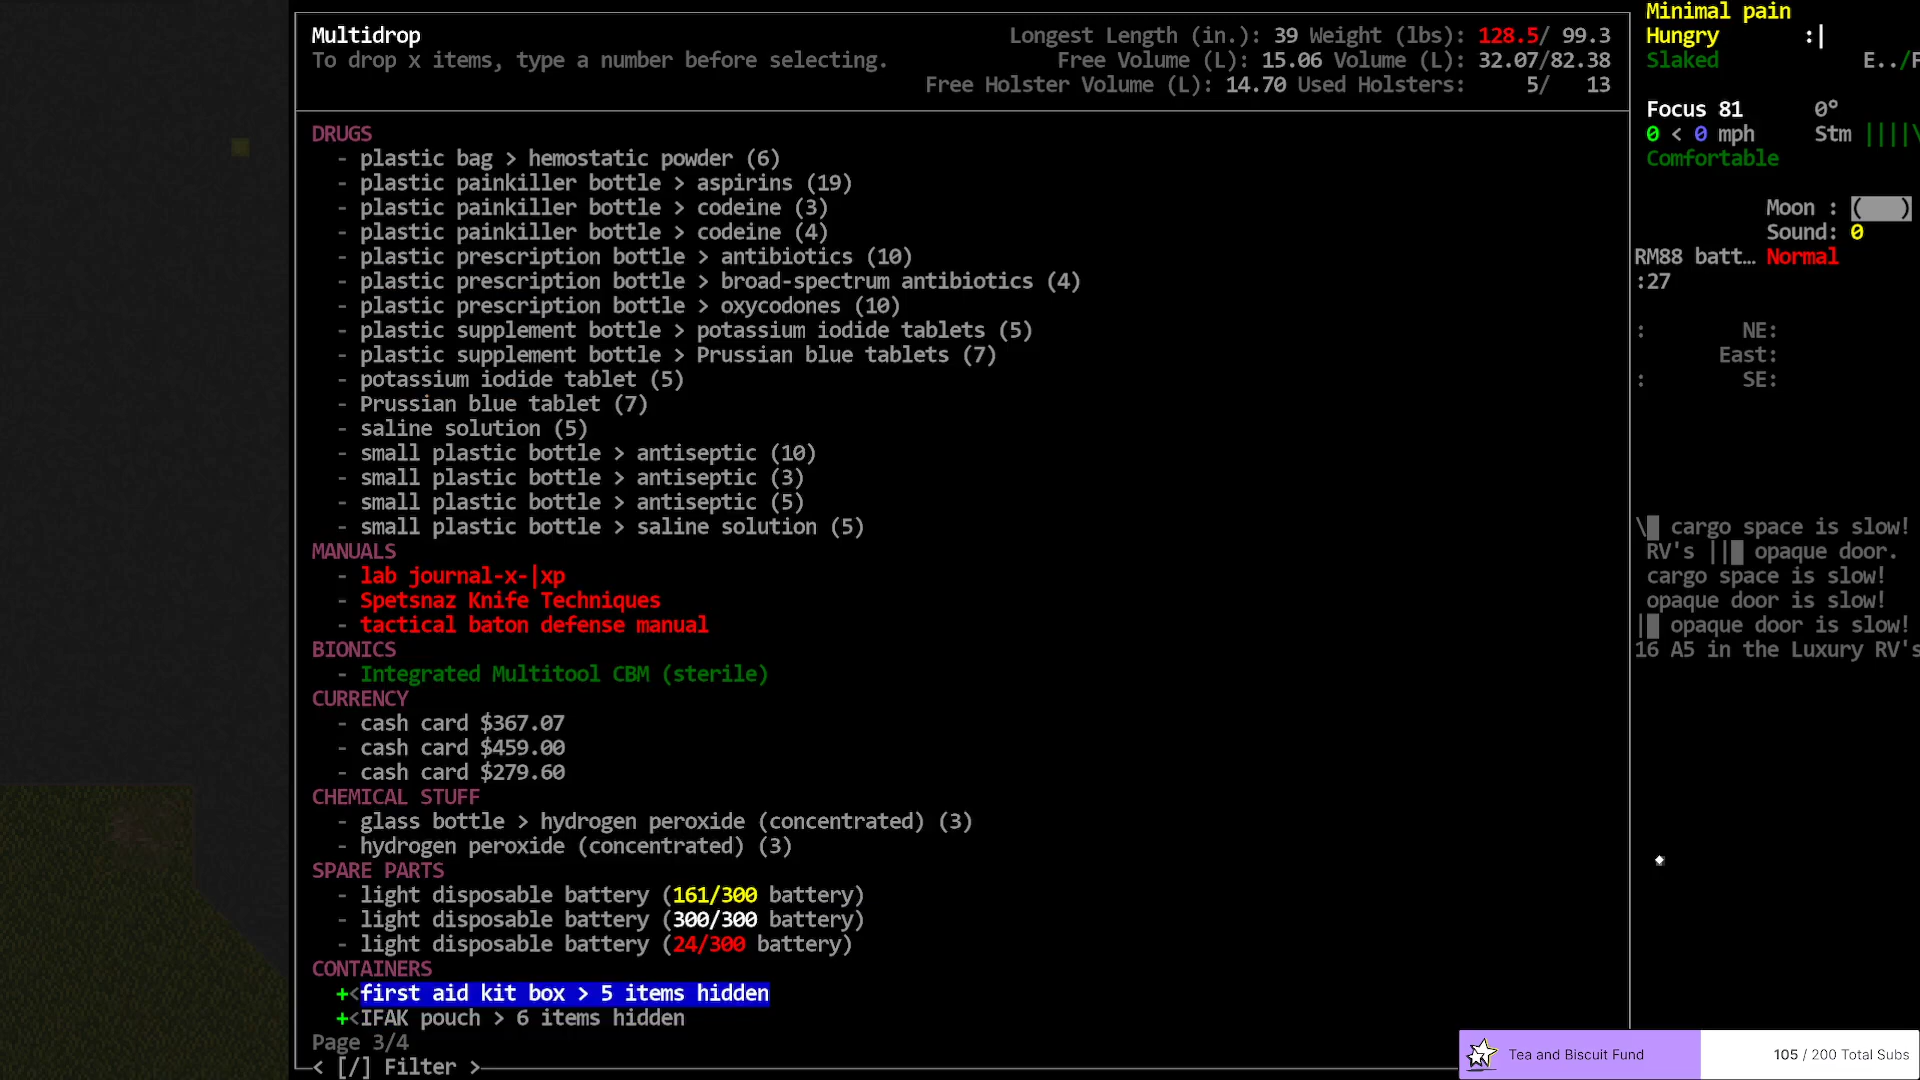 Multidrop
To drop x items, type a number before selecting.
Longest Length (in.): 39 Weight (lbs): 128.5/ 99.3
Free Volume (L): 15.06 Volume (L): 32.07/82.38
Free Holster Volume (L): 14.70 Used Holsters: 5/ 13
DRUGS
- plastic bag > hemostatic powder (6)
- plastic painkiller bottle > aspirins (19)
- plastic painkiller bottle > codeine (3)
- plastic painkiller bottle > codeine (4)
- plastic prescription bottle > antibiotics (10)
- plastic prescription bottle > broad-spectrum antibiotics (4)
- plastic prescription bottle > oxycodones (10)
- plastic supplement bottle > potassium iodide tablets (5)
- plastic supplement bottle > Prussian blue tablets (7)
- potassium iodide tablet (5)
- Prussian blue tablet (7)
- saline solution (5)
- small plastic bottle > antiseptic (10)
- small plastic bottle > antiseptic (3)
- small plastic bottle > antiseptic (5)
- small plastic bottle > saline solution (5)
MANUALS
- lab journal-x-|xp
- Spetsnaz Knife Techniques
- tactical baton defense manual
BIONICS
- Integrated Multitool CBM (sterile)
CURRENCY
- cash card $367.07
- cash card $459.00
- cash card $279.60
CHEMICAL STUFF
- glass bottle > hydrogen peroxide (concentrated) (3)
- hydrogen peroxide (concentrated) (3)
SPARE PARTS
- light disposable battery (161/300 battery)
- light disposable battery (300/300 battery)
- light disposable battery (24/300 battery)
CONTAINERS
+<first aid kit box > 5 items hidden
+<IFAK pouch > 6 items hidden
Page 3/4
< [/] Filter >
Minimal pain
Hungry :|
Slaked E../F
Focus 81 0°
0 < 0 mph Stm ||||\
Comfortable
Moon : (   )
Sound: 0
RM88 batt… Normal
:27
: NE:
East:
: SE:
\ cargo space is slow!
RV's || opaque door.
cargo space is slow!
opaque door is slow!
| opaque door is slow!
16 A5 in the Luxury RV's
Tea and Biscuit Fund
105 / 200 Total Subs